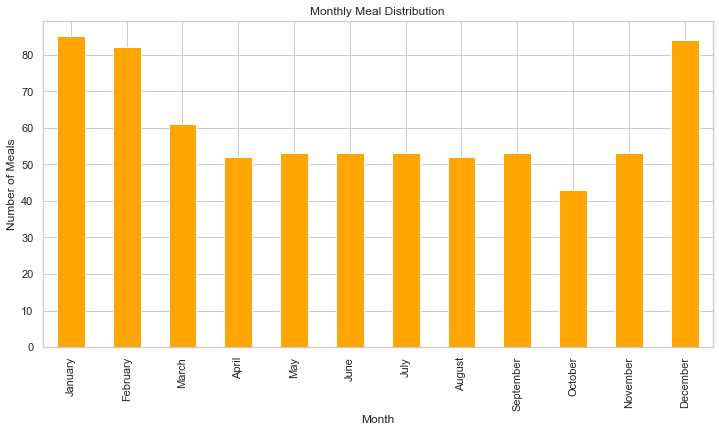 Monthly Meal Distribution
Number of Meals
80
70
60
50
40
30
20
10
0
January
February
March
April
May
June
July
August
September
October
November
December
Month